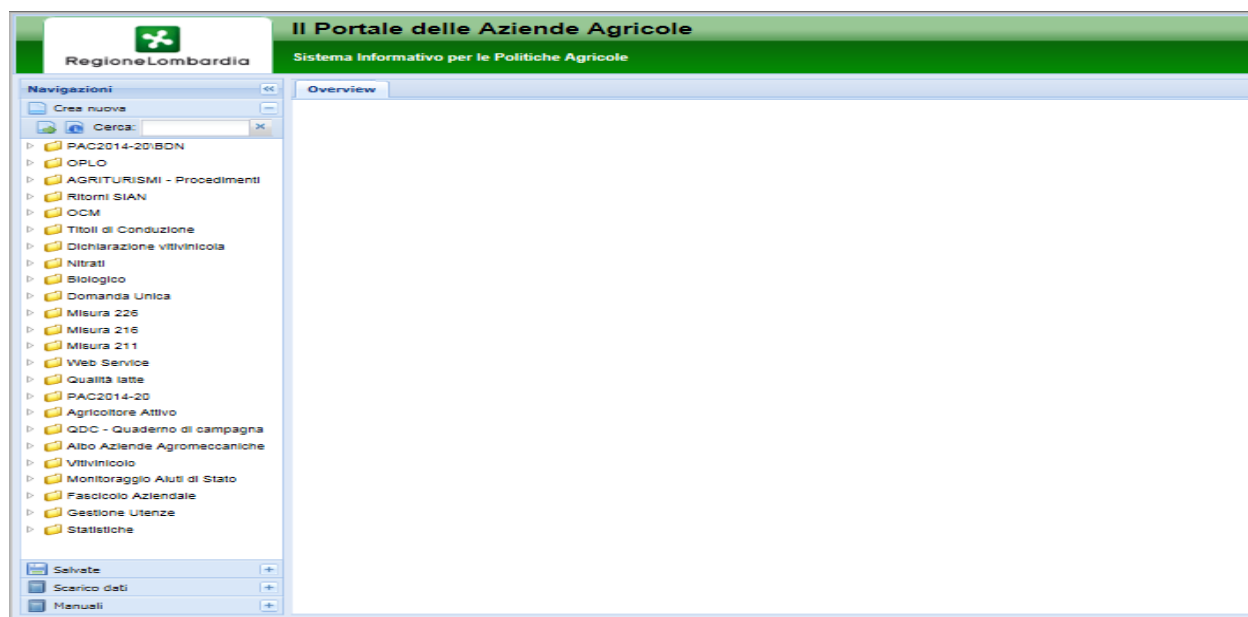 Il Portale delle Aziende Agricole
RegioneLombardia
Sistema Informativo per le Politiche Agricole
Navigazioni
Overview
Crea nuova
Cerca:
PAC2014-20\BDN
OPLO
AGRITURISMI - Procedimenti
Ritorni SIAN
OCM
Titoli di Conduzione
Dichiarazione vitivinicola
Nitrati
Biologico
Domanda Unica
Misura 226
Misura 216
Misura 211
Web Service
Qualità latte
PAC2014-20
Agricoltore Attivo
QDC - Quaderno di campagna
Albo Aziende Agromeccaniche
Vitivinicolo
Monitoraggio Aiuti di Stato
Fascicolo Aziendale
Gestione Utenze
Statistiche
Salvate
Scarico dati
Manuali